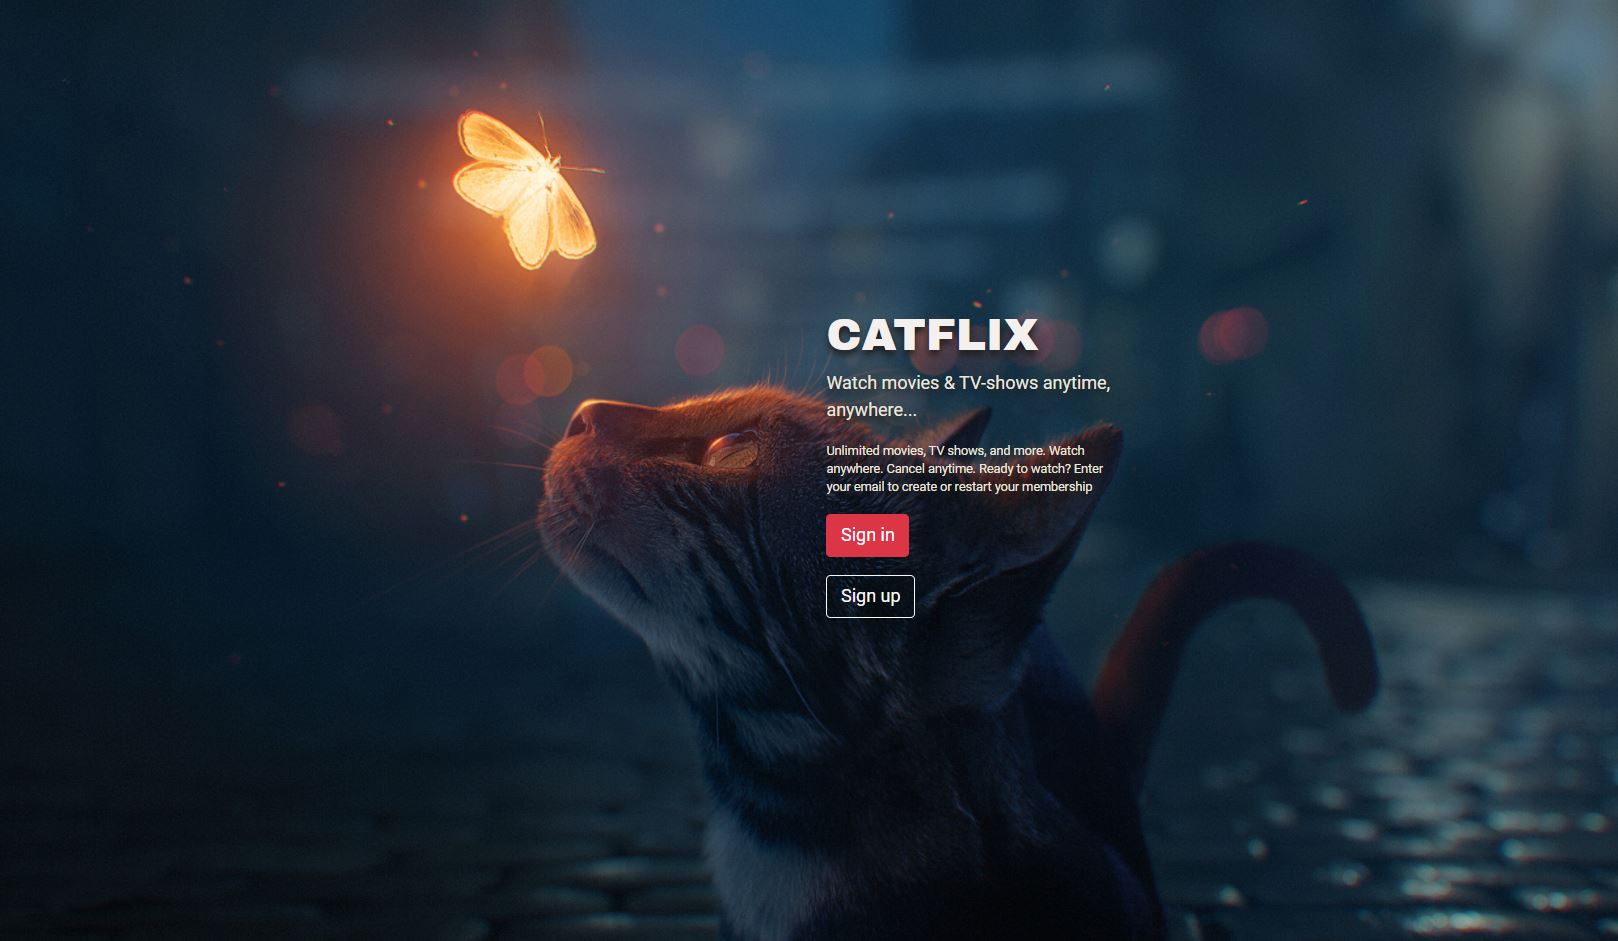 CATFLIX
Watch movies & TV-shows anytime,
anywhere...
Unlimited movies, TV shows, and more. Watch
anywhere. Cancel anytime. Ready to watch? Enter
your email to create or restart your membership
Sign in
Sign up